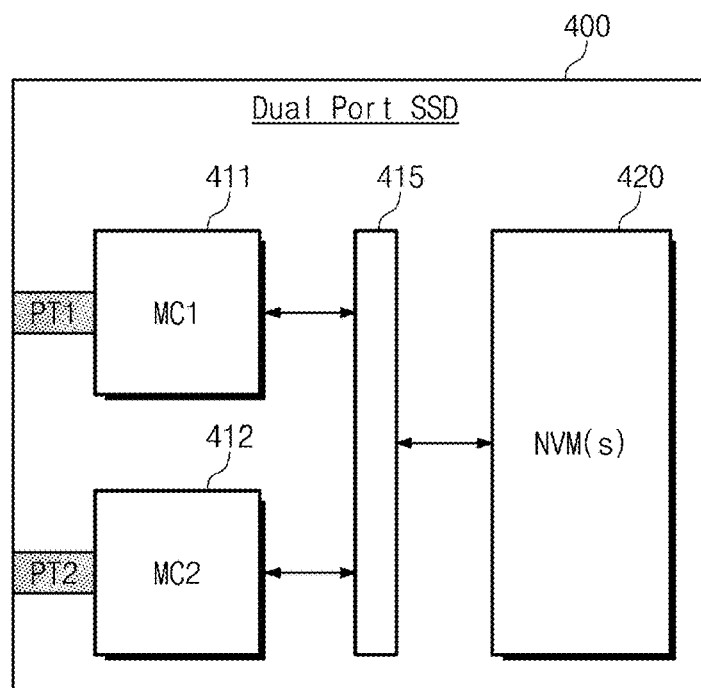 400
Dual Port SSD
411
415
420
PT1
MC1
412
NVM(s)
PT2
MC2